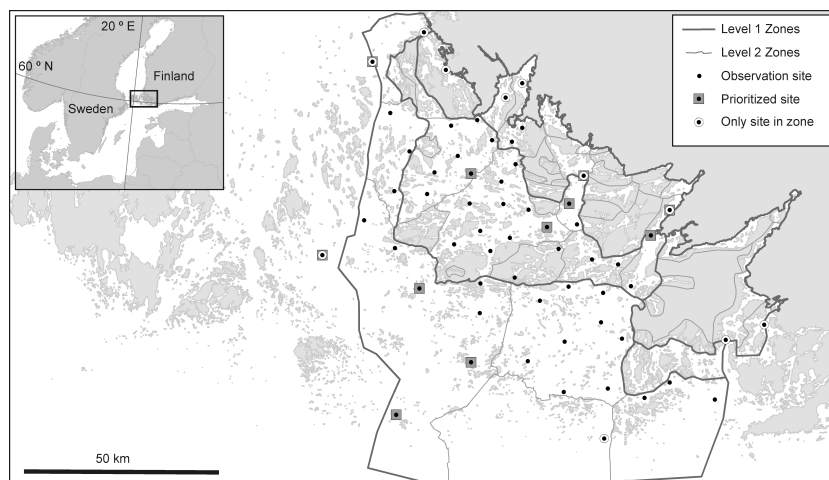 20 º E
60 º N
Finland
Sweden
Level 1 Zones
Level 2 Zones
Observation site
Prioritized site
Only site in zone
50 km